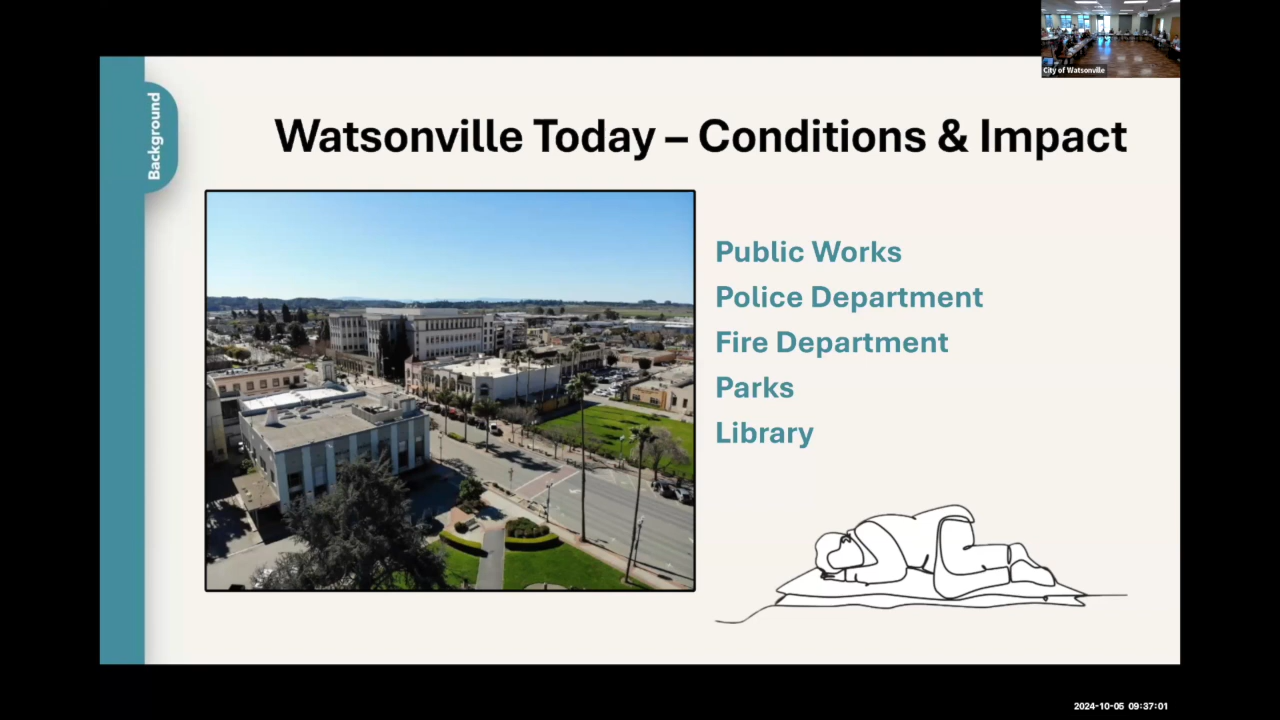 City of Watsonville
Background
Watsonville Today – Conditions & Impact
Public Works
Police Department
Fire Department
Parks
Library
2024-10-05 09:37:01